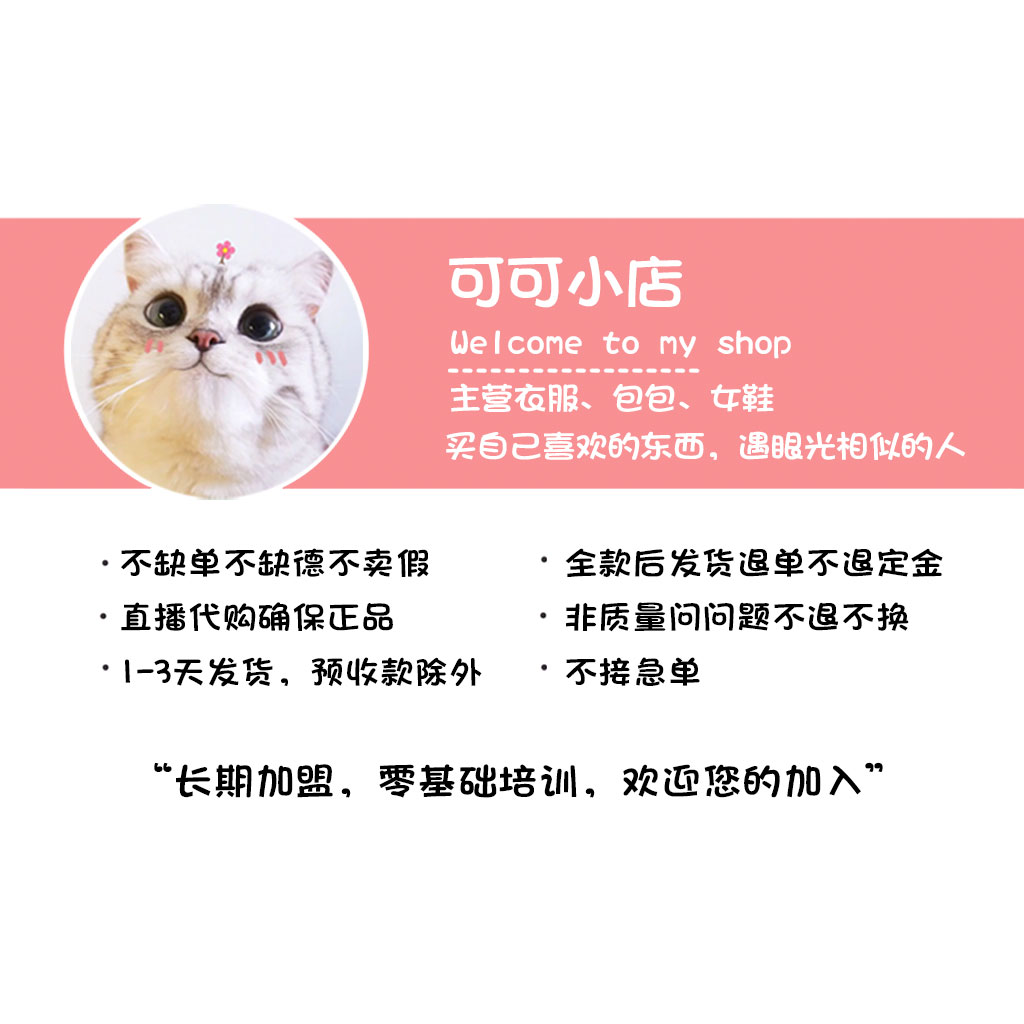 可可小店
Welcome to my shop
主营衣服、包包、女鞋
买自己喜欢的东西，遇眼光相似的人
·不缺单不缺德不卖假
·直播代购确保正品
·1-3天发货，预收款除外
·全款后发货退单不退定金
·非质量问问题不退不换
·不接急单
“长期加盟，零基础培训，欢迎您的加入”